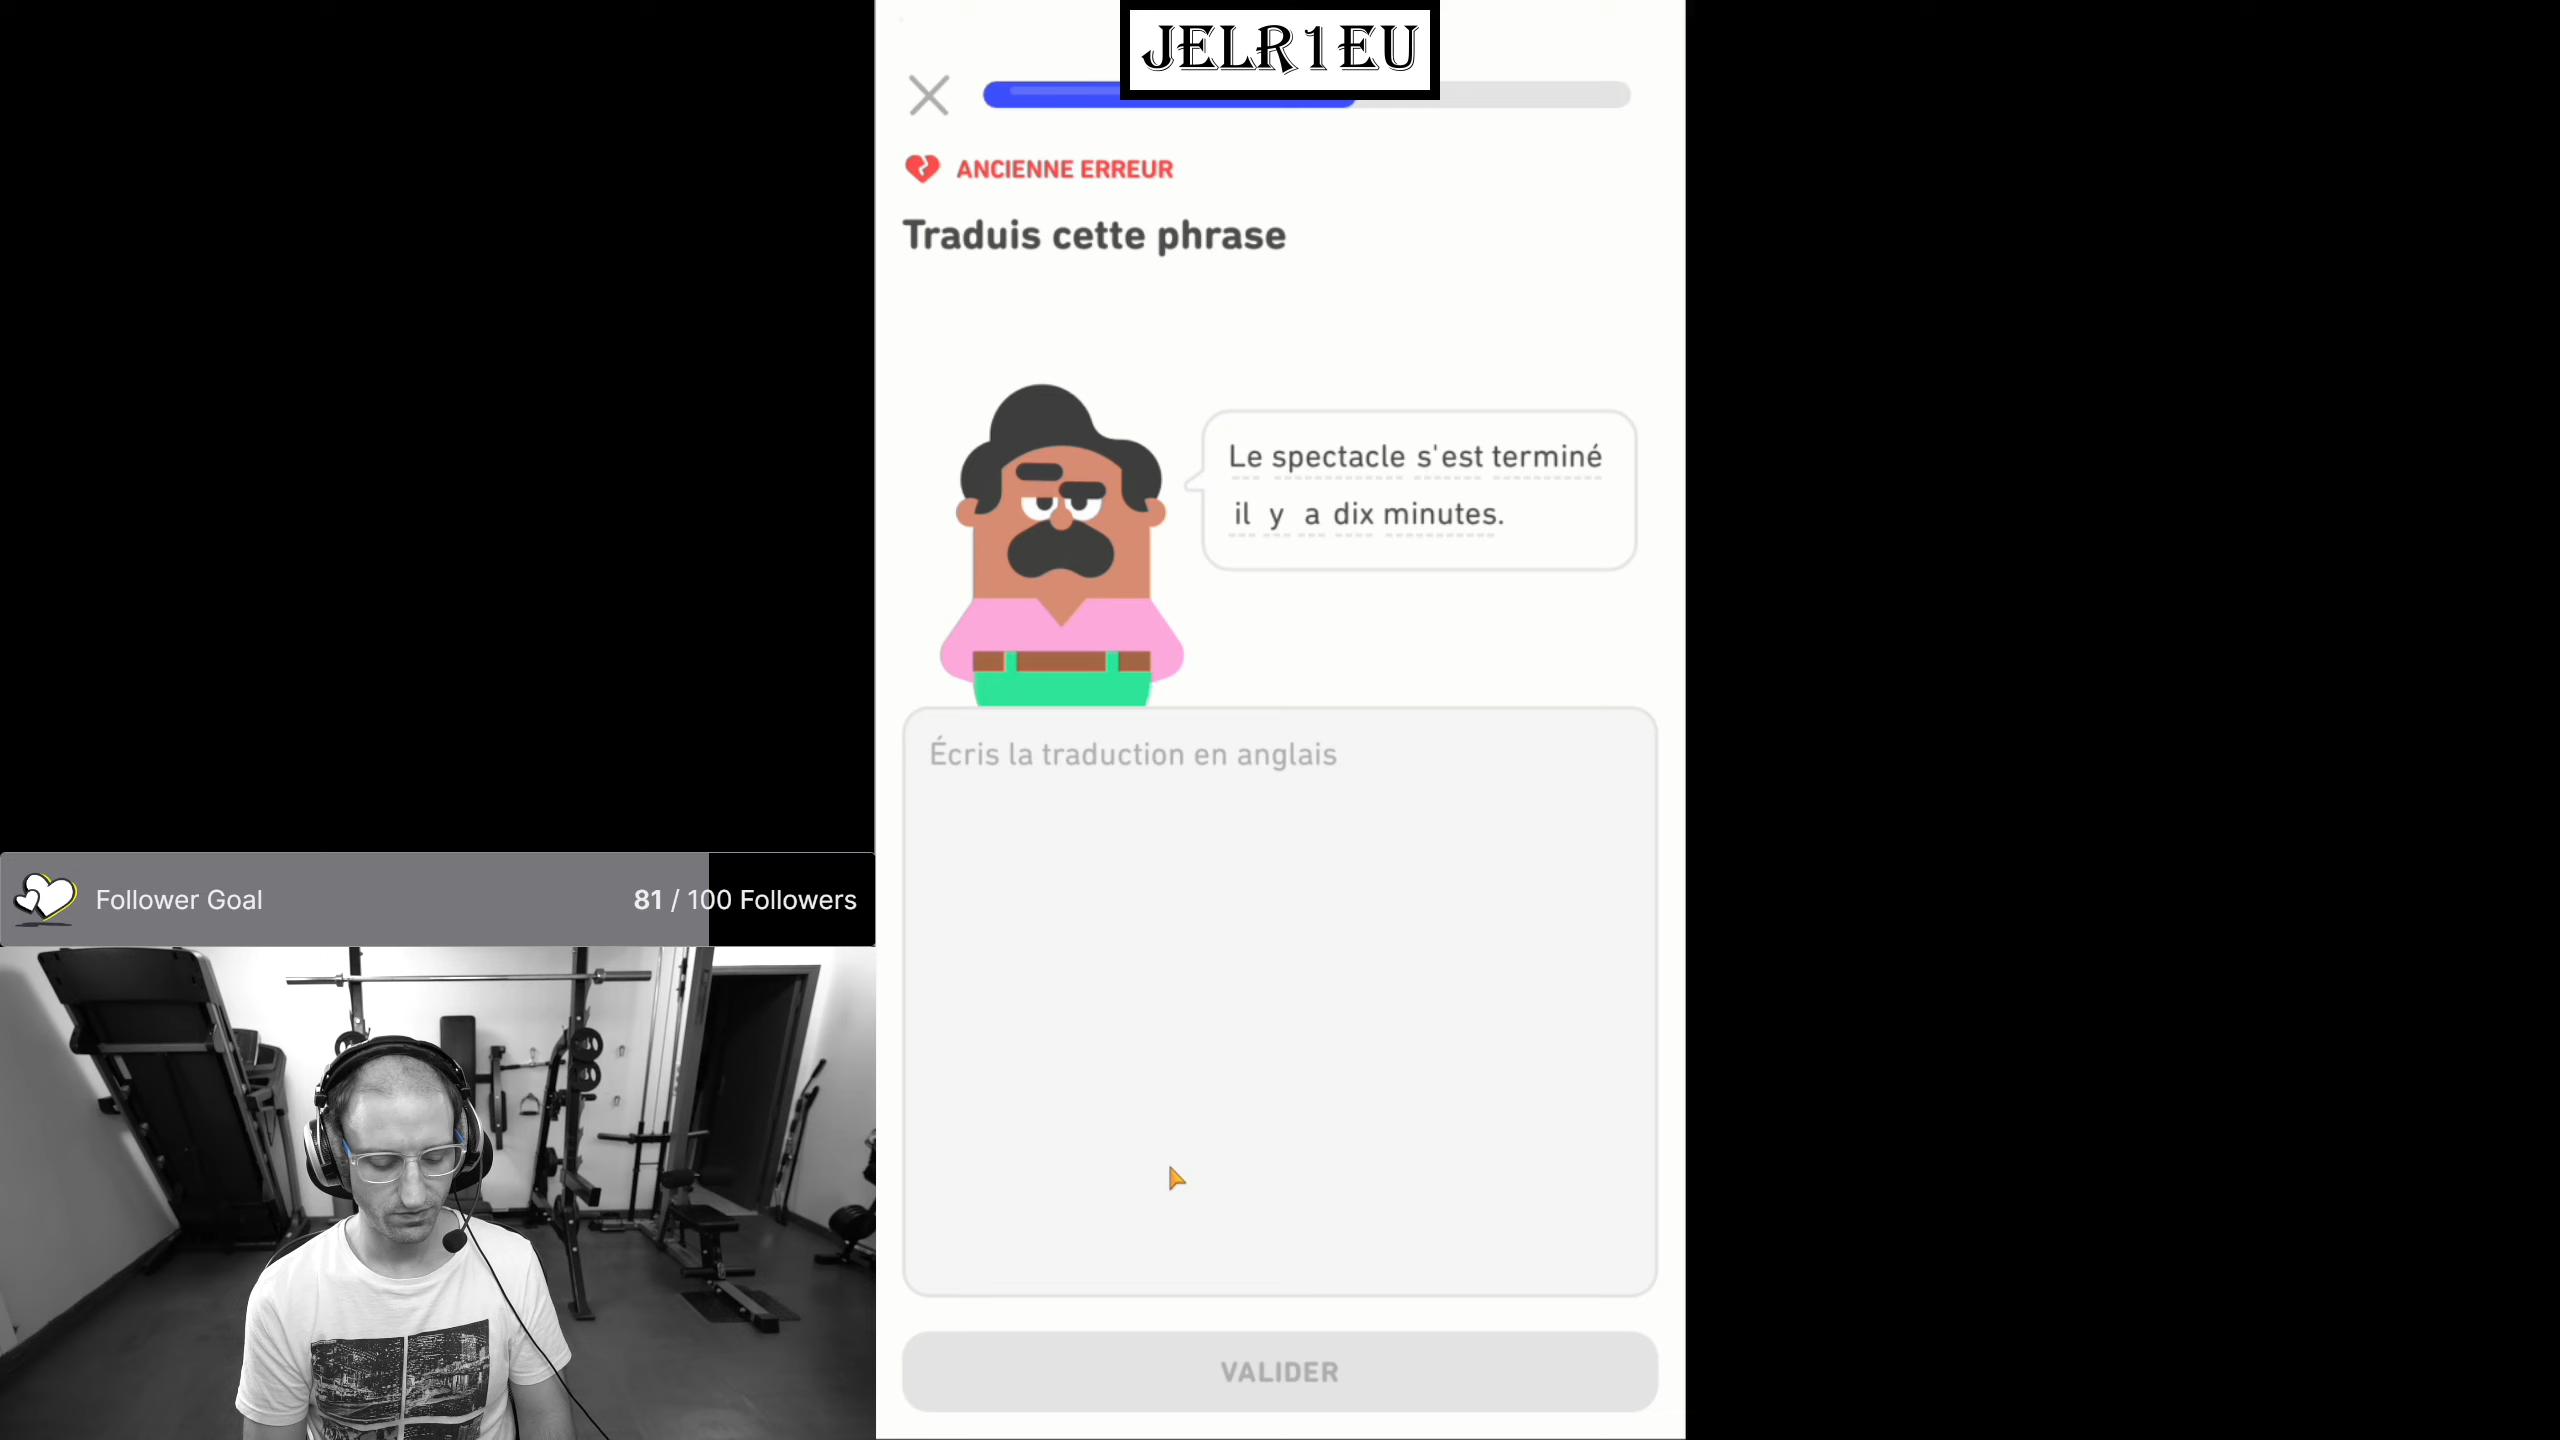 JELR1EU
ANCIENNE ERREUR
Traduis cette phrase
Le spectacle s'est terminé
il y a dix minutes.
Écris la traduction en anglais
Follower Goal
81 / 100 Followers
VALIDER